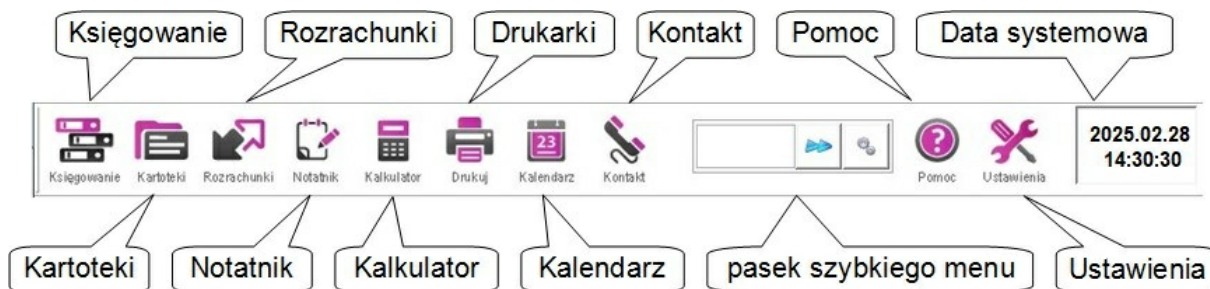 Księgowanie
Rozrachunki
Drukarki
Kontakt
Pomoc
Data systemowa
Księgowanie
Kartoteki
Rozrachunki
Notatnik
Kalkulator
Drukuj
23
Kalendarz
Kontakt
?
Pomoc
Ustawienia
2025.02.28
14:30:30
Kartoteki
Notatnik
Kalkulator
Kalendarz
pasek szybkiego menu
Ustawienia